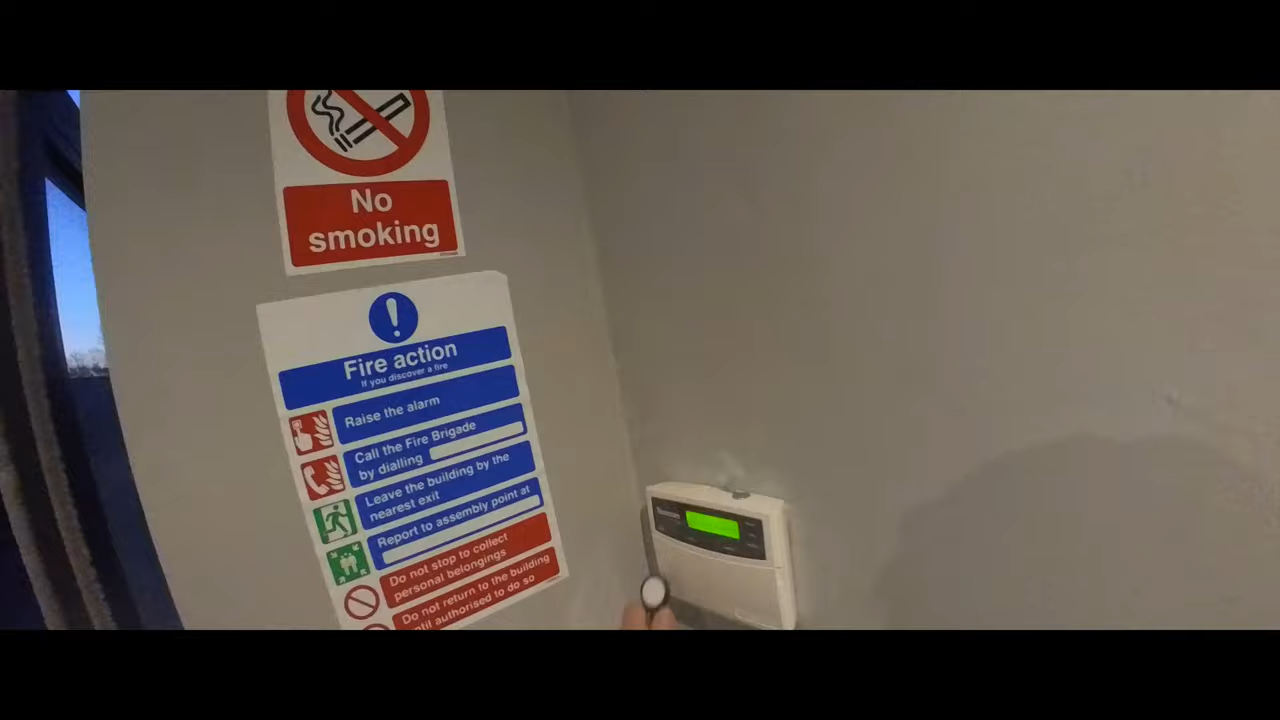 No
smoking
Fire action
If you discover a fire
Raise the alarm
Call the Fire Brigade
by dialling
Leave the building by the
nearest exit
Report to assembly point at
Do not stop to collect
personal belongings
Do not return to the building
until authorised to do so